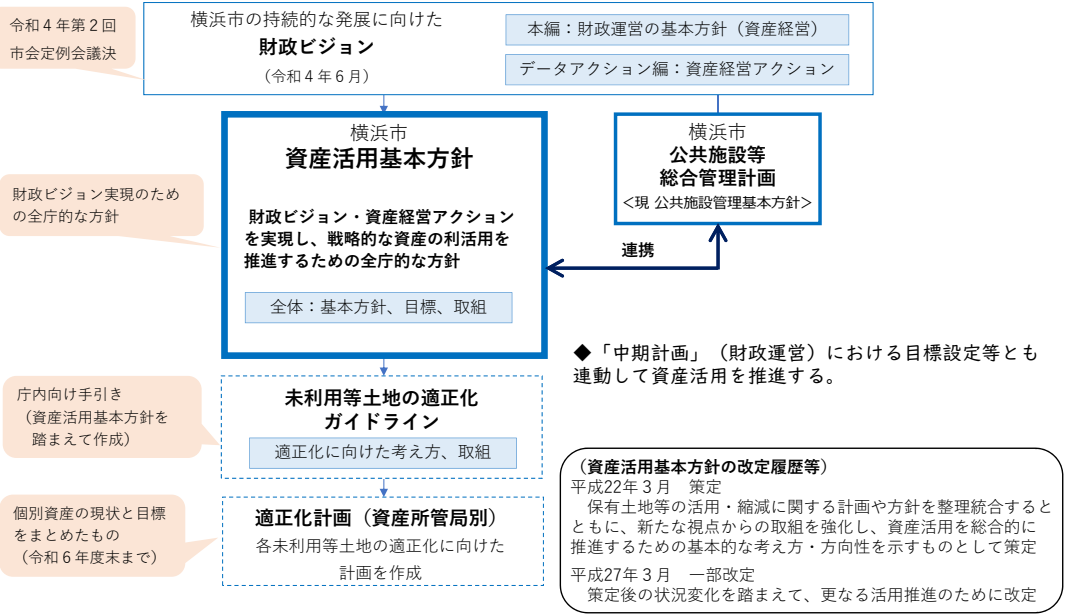 令和４年第２回
市会定例会議決
横浜市の持続的な発展に向けた
財政ビジョン
（令和４年６月）
本編：財政運営の基本方針（資産経営）
データアクション編：資産経営アクション
横浜市
資産活用基本方針
財政ビジョン・資産経営アクション
を実現し、戦略的な資産の利活用を
推進するための全庁的な方針
全体：基本方針、目標、取組
横浜市
公共施設等
総合管理計画
＜現 公共施設管理基本方針＞
財政ビジョン実現のため
の全庁的な方針
連携
◆「中期計画」（財政運営）における目標設定等とも
連動して資産活用を推進する。
庁内向け手引き
（資産活用基本方針を
踏まえて作成）
未利用等土地の適正化
ガイドライン
適正化に向けた考え方、取組
個別資産の現状と目標
をまとめたもの
（令和６年度末まで）
適正化計画（資産所管局別）
各未利用等土地の適正化に向けた
計画を作成
（資産活用基本方針の改定履歴等）
平成22年３月　策定
保有土地等の活用・縮減に関する計画や方針を整理統合すると
ともに、新たな視点からの取組を強化し、資産活用を総合的に
推進するための基本的な考え方・方向性を示すものとして策定
平成27年３月　一部改定
策定後の状況変化を踏まえて、更なる活用推進のために改定